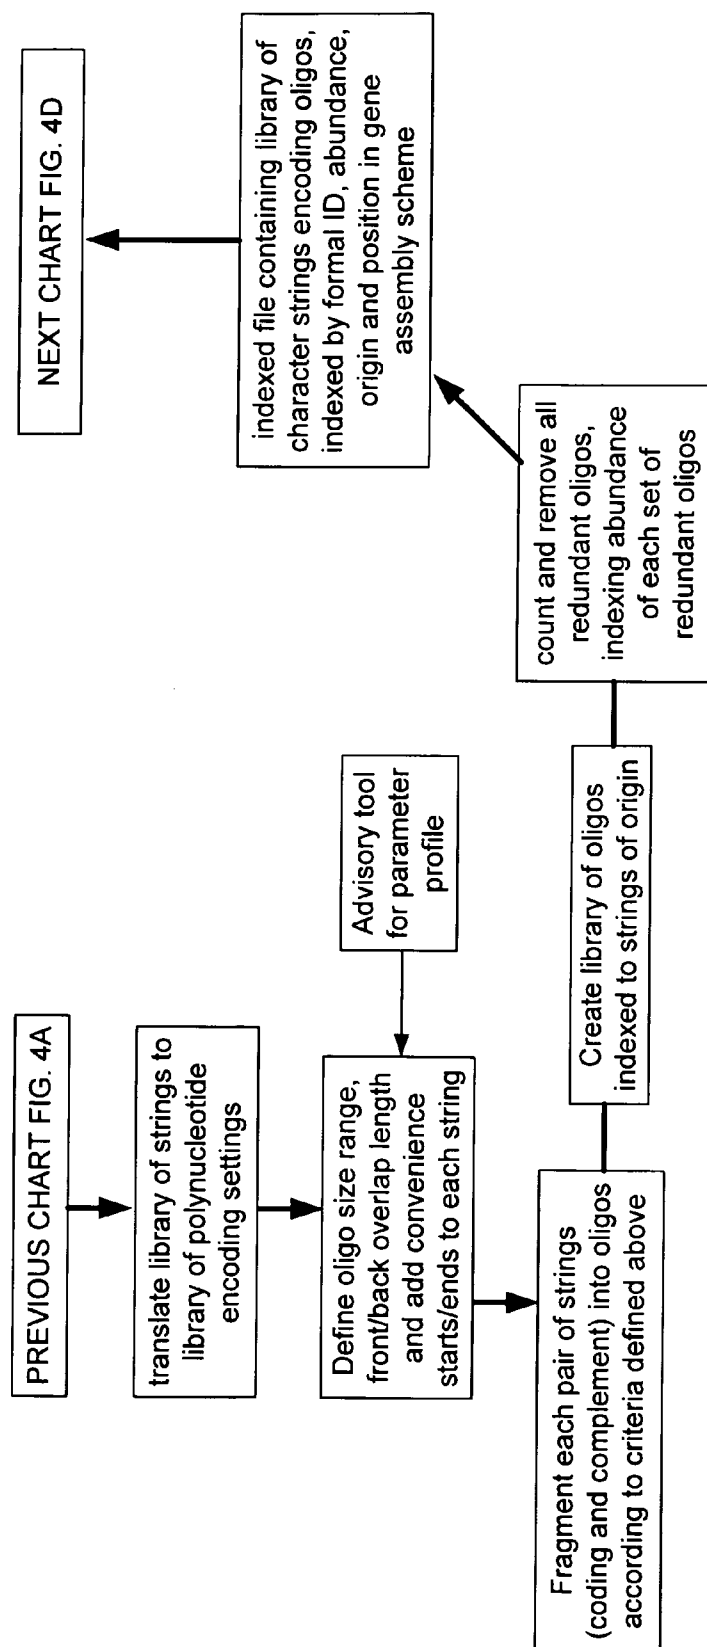 PREVIOUS CHART FIG. 4A
translate library of strings to
library of polynucleotide
encoding settings
Define oligo size range,
front/back overlap length
and add convenience
starts/ends to each string
Advisory tool
for parameter
profile
Fragment each pair of strings
(coding and complement) into oligos
according to criteria defined above
Create library of oligos
indexed to strings of origin
count and remove all
redundant oligos,
indexing abundance
of each set of
redundant oligos
indexed file containing library of
character strings encoding oligos,
indexed by formal ID, abundance,
origin and position in gene
assembly scheme
NEXT CHART FIG. 4D